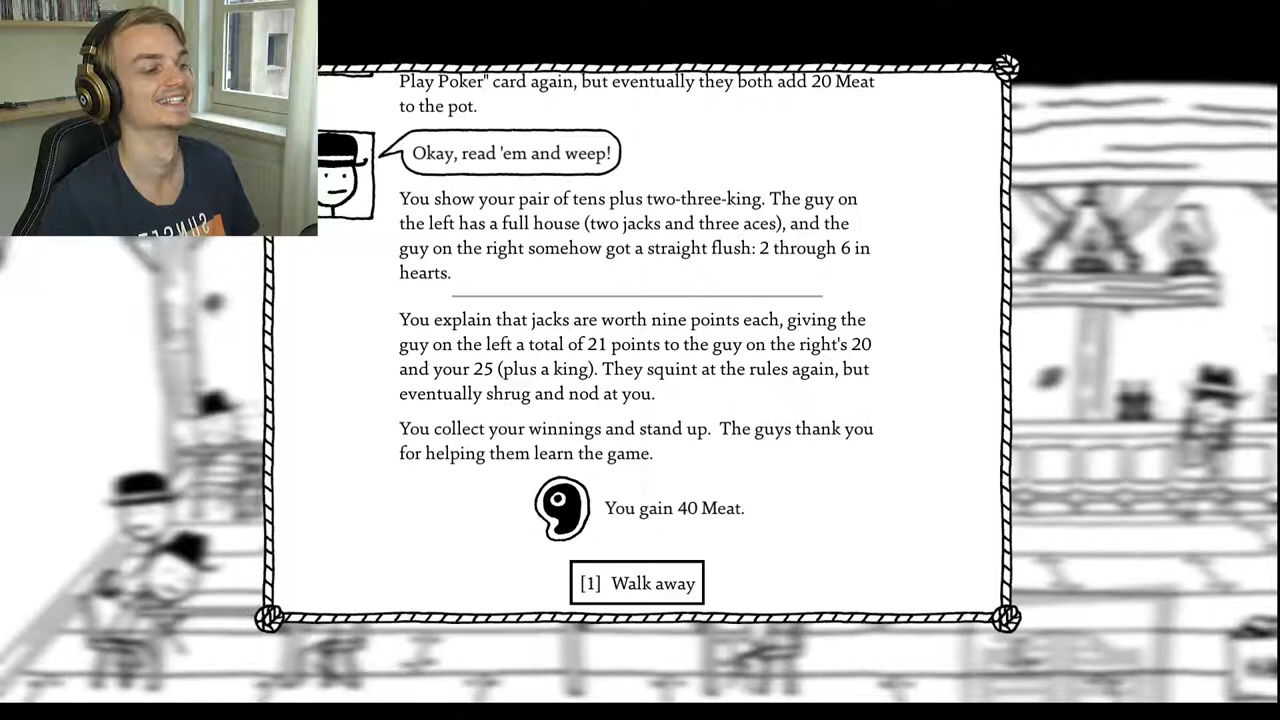 Play Poker" card again, but eventually they both add 20 Meat
to the pot.
Okay, read 'em and weep!
You show your pair of tens plus two-three-king. The guy on
the left has a full house (two jacks and three aces), and the
guy on the right somehow got a straight flush: 2 through 6 in
hearts.
You explain that jacks are worth nine points each, giving the
guy on the left a total of 21 points to the guy on the right's 20
and your 25 (plus a king). They squint at the rules again, but
eventually shrug and nod at you.
You collect your winnings and stand up. The guys thank you
for helping them learn the game.
You gain 40 Meat.
[1] Walk away